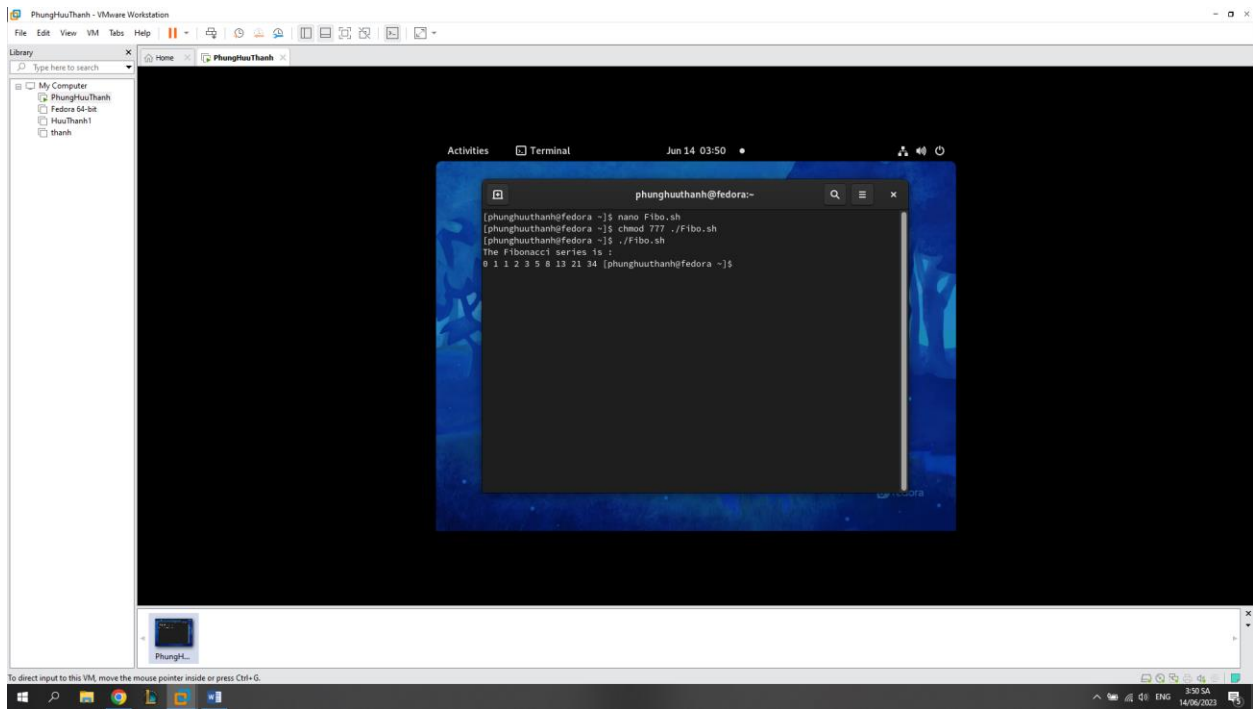 PhungHuuThanh - VMware Workstation
File Edit View VM Tabs Help
Library
Type here to search
Home
PhungHuuThanh
My Computer
PhungHuuThanh
Fedora 64-bit
HuuThanh1
thanh
Activities Terminal Jun 14 03:50
phunghuuthanh@fedora:~
[phunghuuthanh@fedora ~]$ nano Fibo.sh
[phunghuuthanh@fedora ~]$ chmod 777 ./Fibo.sh
[phunghuuthanh@fedora ~]$ ./Fibo.sh
The Fibonacci series is :
0 1 1 2 3 5 8 13 21 34 [phunghuuthanh@fedora ~]$
fedora
PhungH...
To direct input to this VM, move the mouse pointer inside or press Ctrl+G.
ENG
3:50 SA
14/06/2023